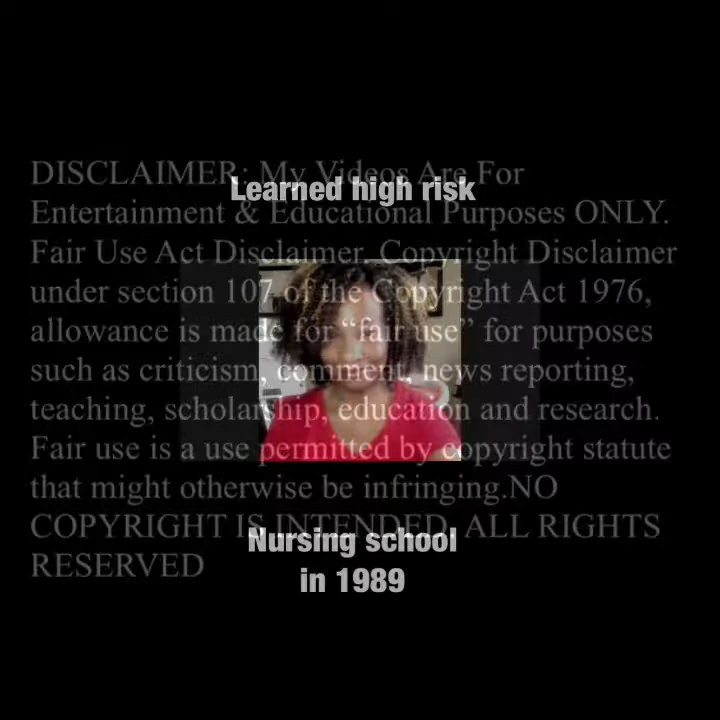 DISCLAIMER: My Videos Are For
Learned high risk
Entertainment & Educational Purposes ONLY.
Fair Use Act Disclaimer. Copyright Disclaimer
under section 107 of the Copyright Act 1976,
allowance is made for “fair use” for purposes
such as criticism, comment, news reporting,
teaching, scholarship, education and research.
Fair use is a use permitted by copyright statute
that might otherwise be infringing.NO
COPYRIGHT IS INTENDED. ALL RIGHTS
Nursing school
RESERVED
in 1989